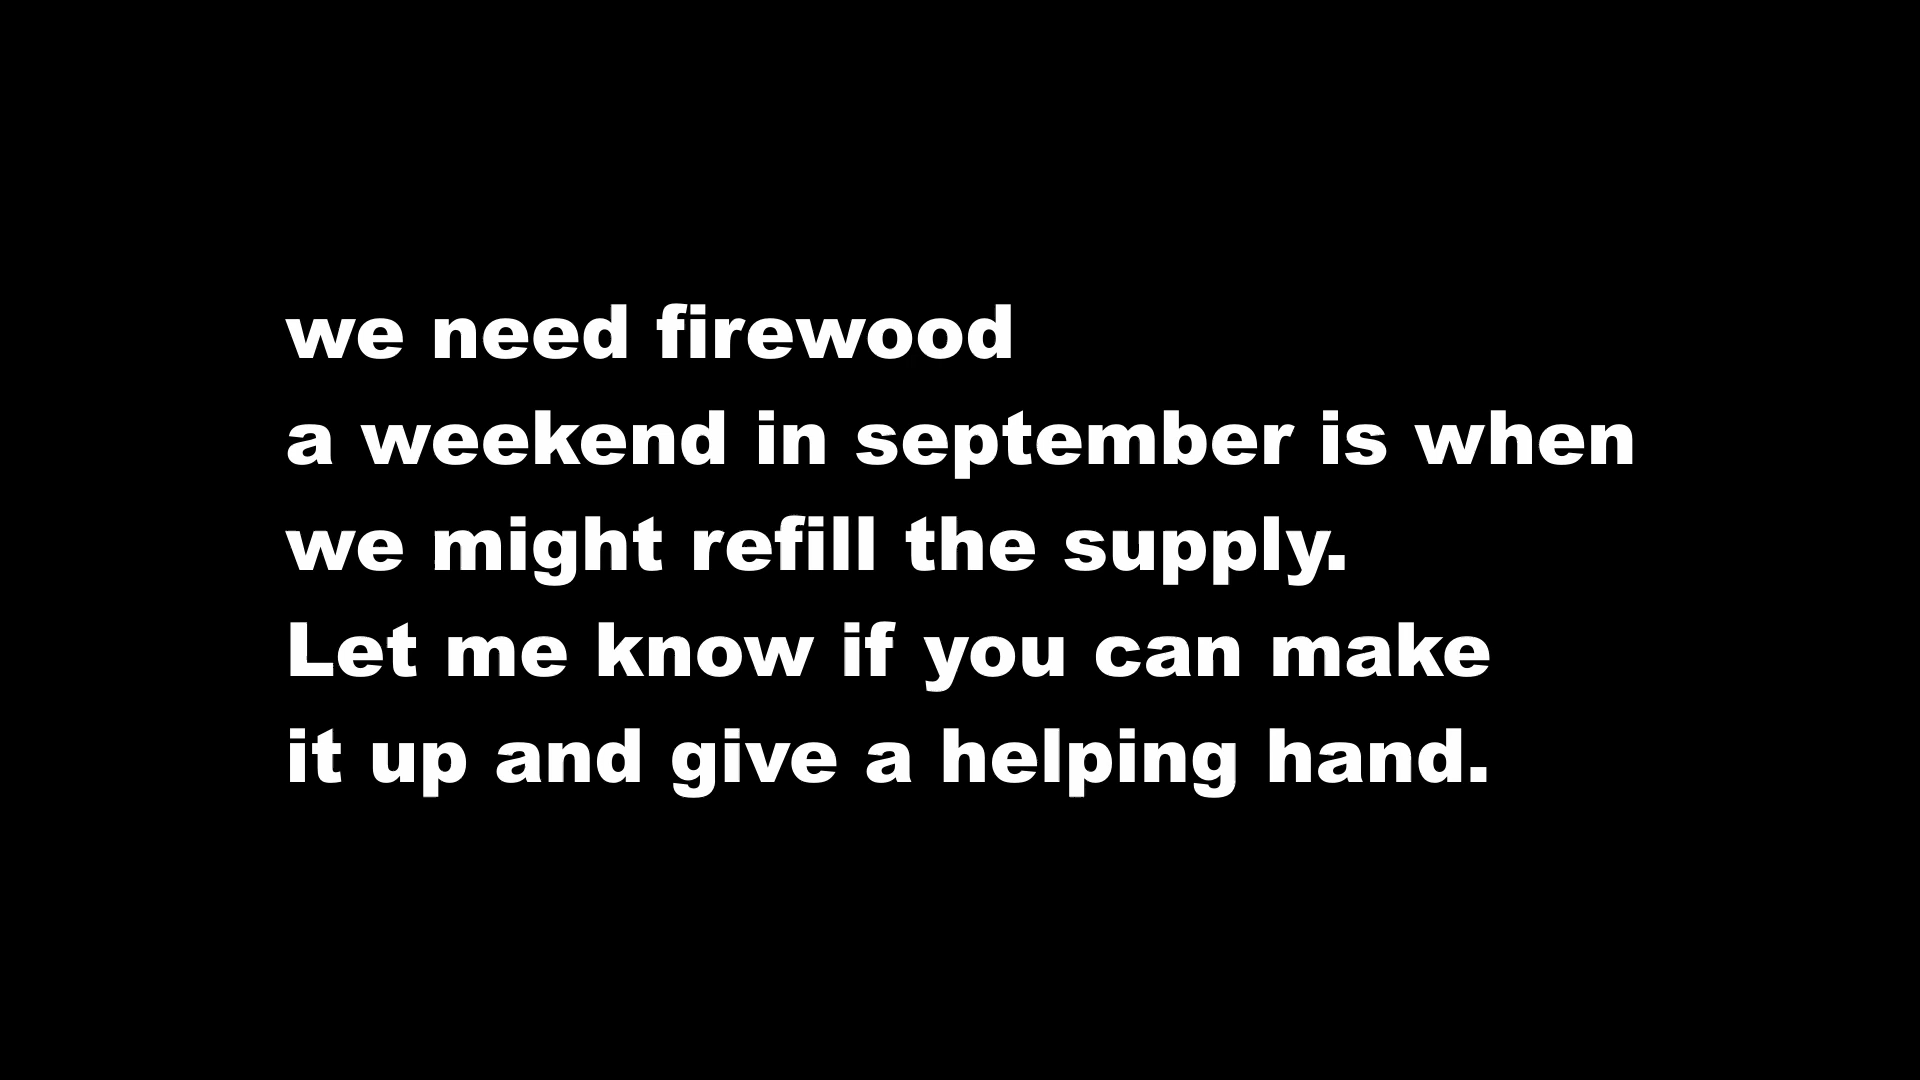 we need firewood
a weekend in september is when
we might refill the supply.
Let me know if you can make
it up and give a helping hand.